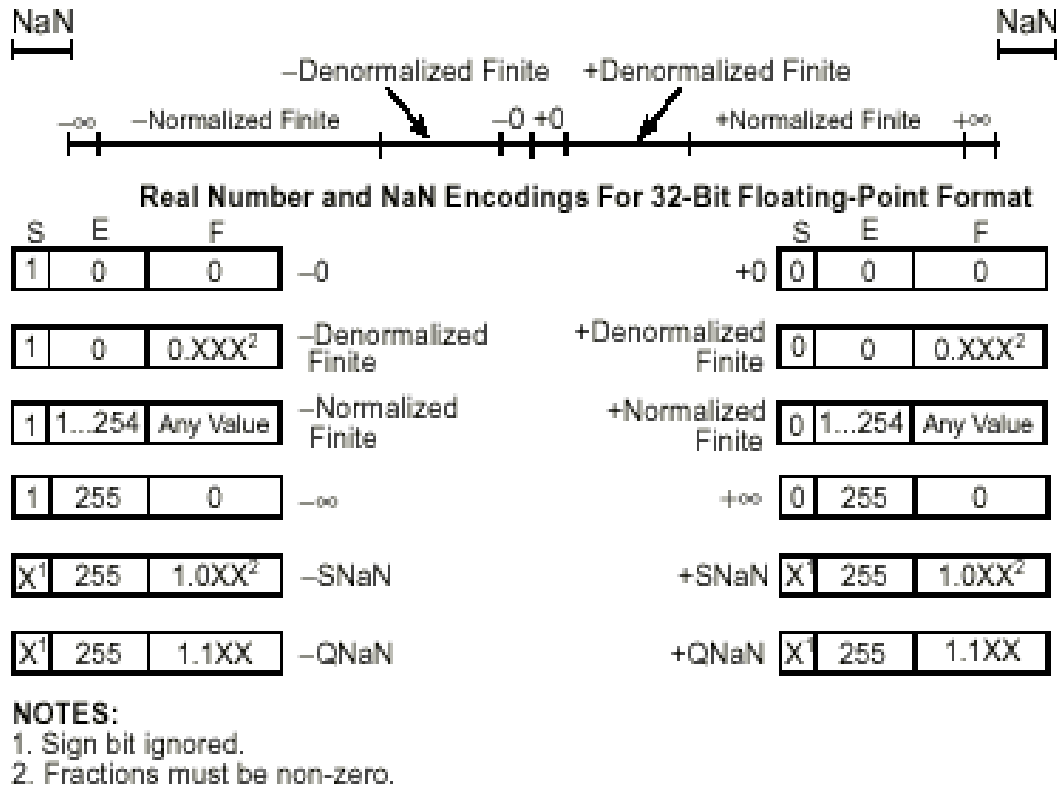 NaN NaN
–Denormalized Finite +Denormalized Finite
–∞ –Normalized Finite –0 +0 +Normalized Finite +∞
Real Number and NaN Encodings For 32-Bit Floating-Point Format
S E F S E F
1 0 0 –0 +0 0 0 0
1 0 0.XXX² –Denormalized Finite +Denormalized Finite 0 0 0.XXX²
1 1...254 Any Value –Normalized Finite +Normalized Finite 0 1...254 Any Value
1 255 0 –∞ +∞ 0 255 0
X¹ 255 1.0XX² –SNaN +SNaN X¹ 255 1.0XX²
X¹ 255 1.1XX –QNaN +QNaN X¹ 255 1.1XX
NOTES:
1. Sign bit ignored.
2. Fractions must be non-zero.